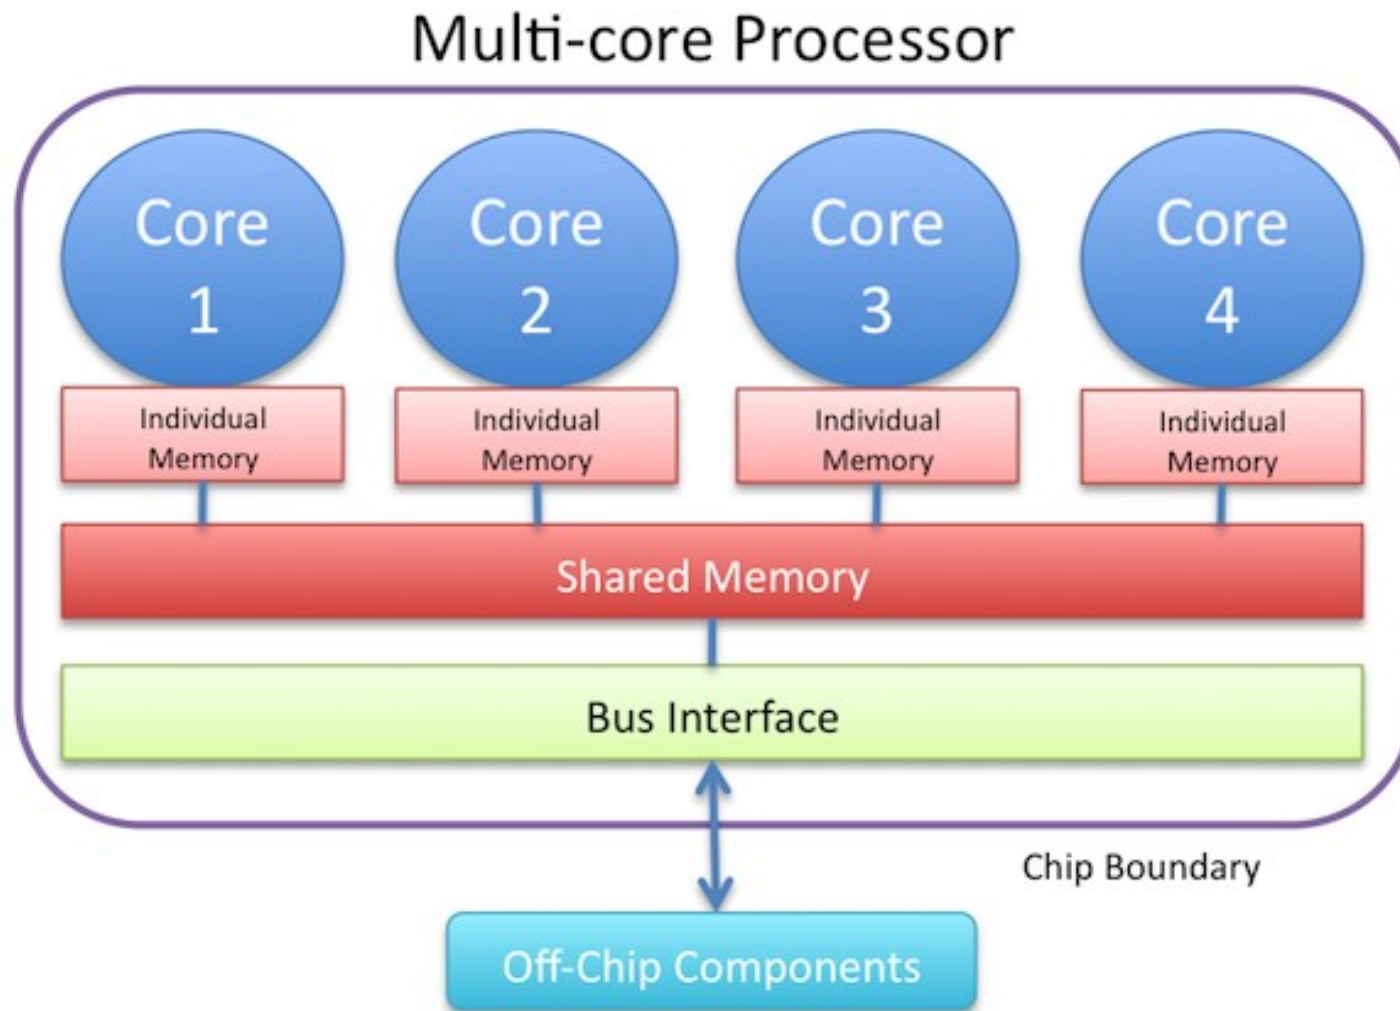 Multi-core Processor
Core
1
Core
2
Core
3
Core
4
Individual
Memory
Individual
Memory
Individual
Memory
Individual
Memory
Shared Memory
Bus Interface
Chip Boundary
Off-Chip Components